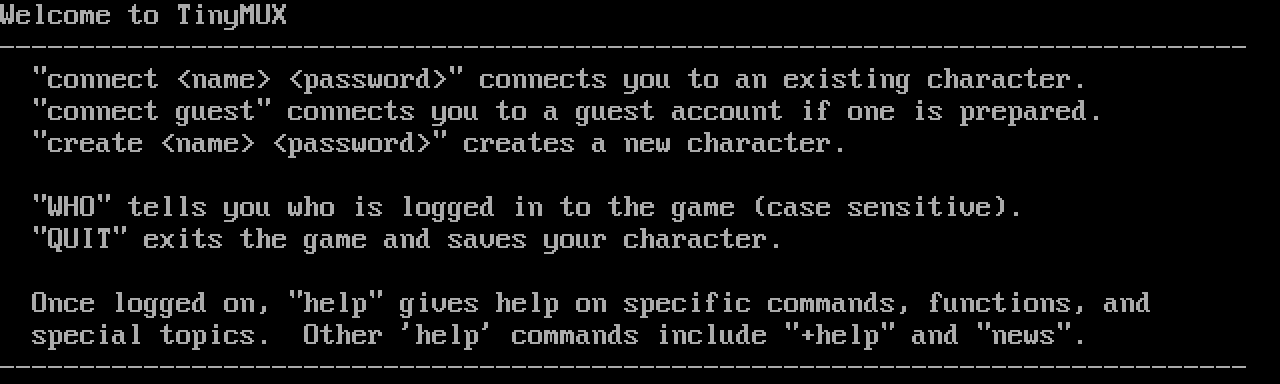 Welcome to TinyMUX
------------------------------------------------------------------------------
"connect <name> <password>" connects you to an existing character.
"connect guest" connects you to a guest account if one is prepared.
"create <name> <password>" creates a new character.
"WHO" tells you who is logged in to the game (case sensitive).
"QUIT" exits the game and saves your character.
Once logged on, "help" gives help on specific commands, functions, and
special topics.  Other 'help' commands include "+help" and "news".
------------------------------------------------------------------------------